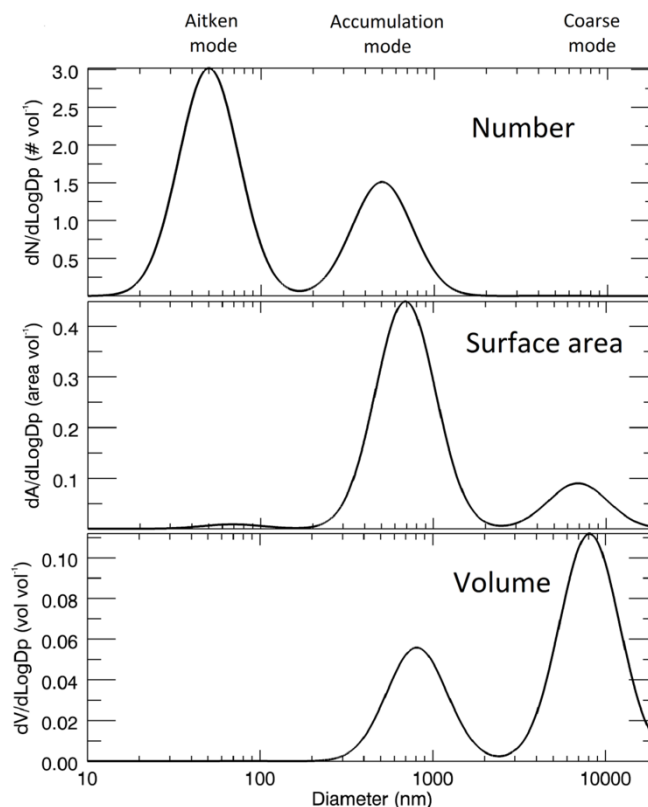 Aitken mode
Accumulation mode
Coarse mode
3.0
2.5
2.0
1.5
1.0
0.5
dN/dLogDp (# vol⁻¹)
Number
0.4
0.3
0.2
0.1
dA/dLogDp (area vol⁻¹)
Surface area
0.10
0.08
0.06
0.04
0.02
0.00
dV/dLogDp (vol vol⁻¹)
Volume
10
100
1000
10000
Diameter (nm)